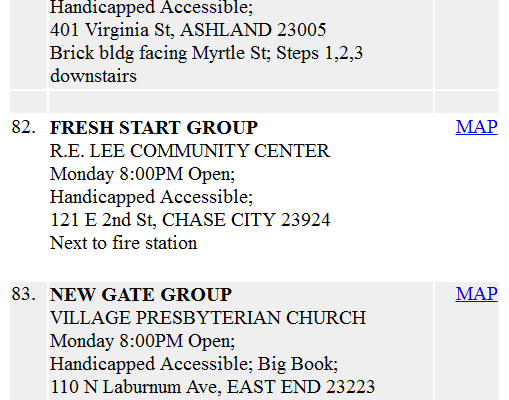 Handicapped Accessible;
401 Virginia St, ASHLAND 23005
Brick bldg facing Myrtle St; Steps 1,2,3
downstairs
82. FRESH START GROUP MAP
R.E. LEE COMMUNITY CENTER
Monday 8:00PM Open;
Handicapped Accessible;
121 E 2nd St, CHASE CITY 23924
Next to fire station
83. NEW GATE GROUP MAP
VILLAGE PRESBYTERIAN CHURCH
Monday 8:00PM Open;
Handicapped Accessible; Big Book;
110 N Laburnum Ave, EAST END 23223